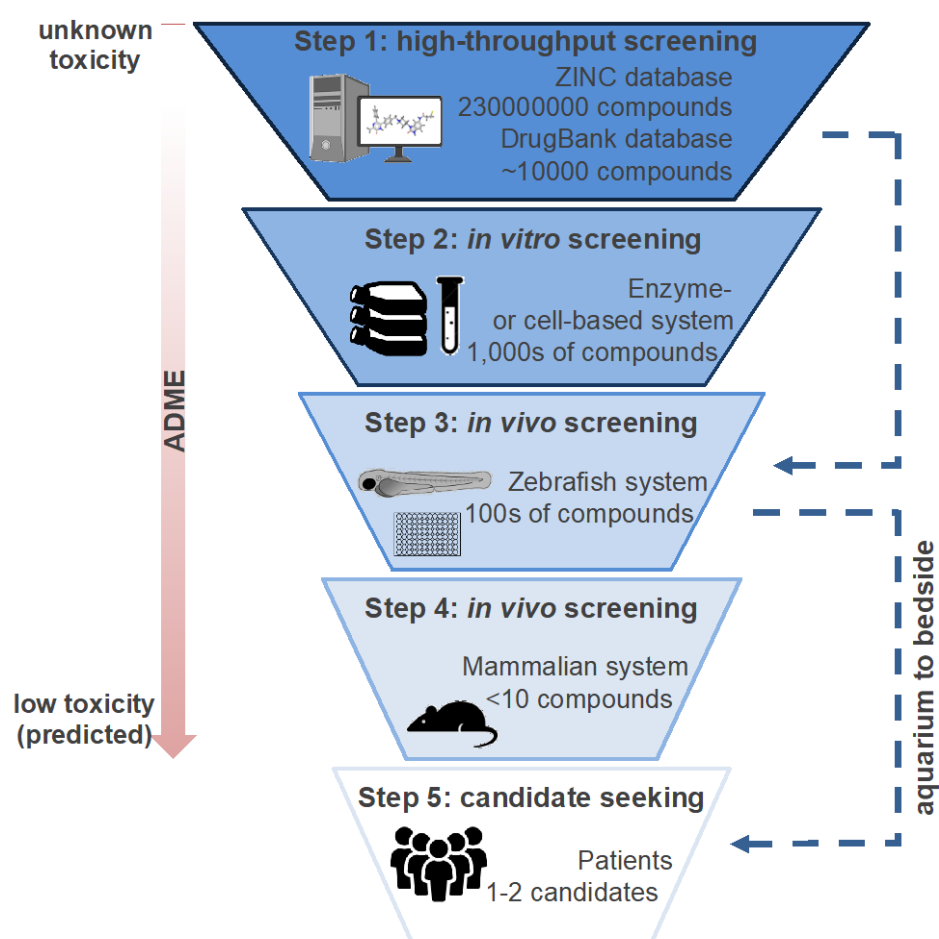 unknown
toxicity
Step 1: high-throughput screening
ZINC database
230000000 compounds
DrugBank database
~10000 compounds
Step 2: in vitro screening
Enzyme-
or cell-based system
1,000s of compounds
ADME
Step 3: in vivo screening
Zebrafish system
100s of compounds
Step 4: in vivo screening
Mammalian system
<10 compounds
low toxicity
(predicted)
aquarium to bedside
Step 5: candidate seeking
Patients
1-2 candidates